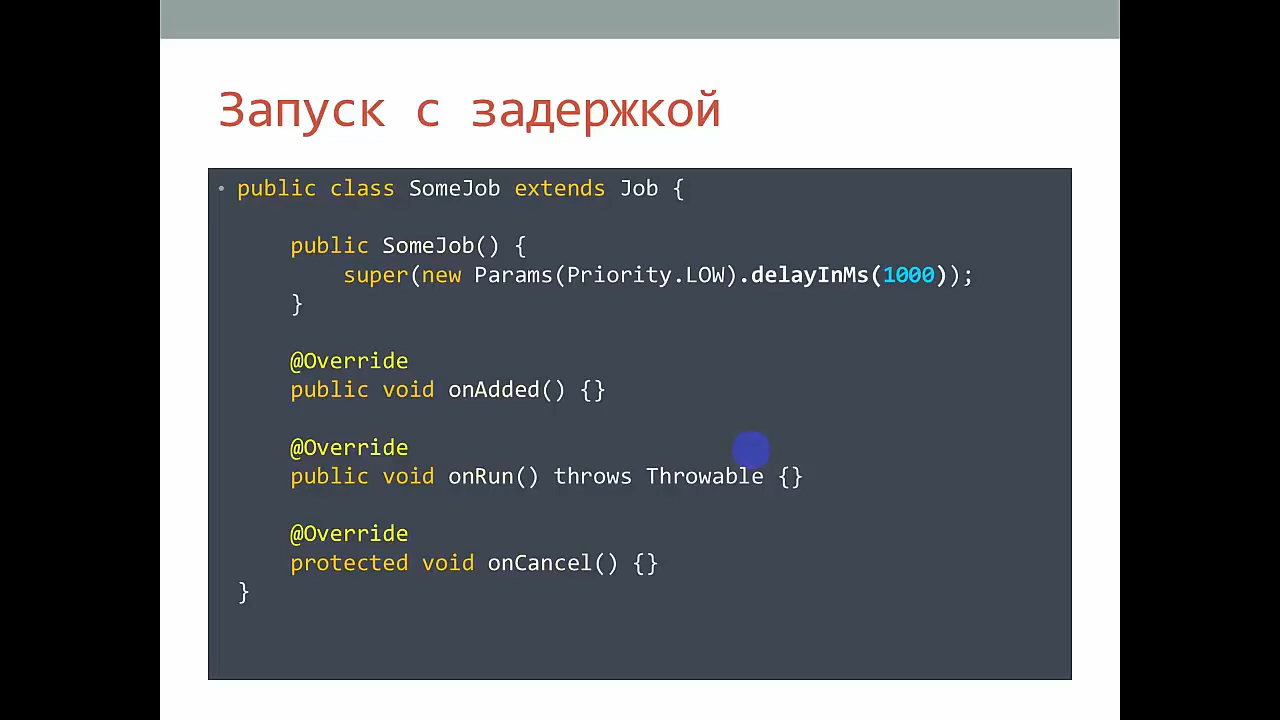 Запуск с задержкой
• public class SomeJob extends Job {
public SomeJob() {
super(new Params(Priority.LOW).delayInMs(1000));
}
@Override
public void onAdded() {}
@Override
public void onRun() throws Throwable {}
@Override
protected void onCancel() {}
}